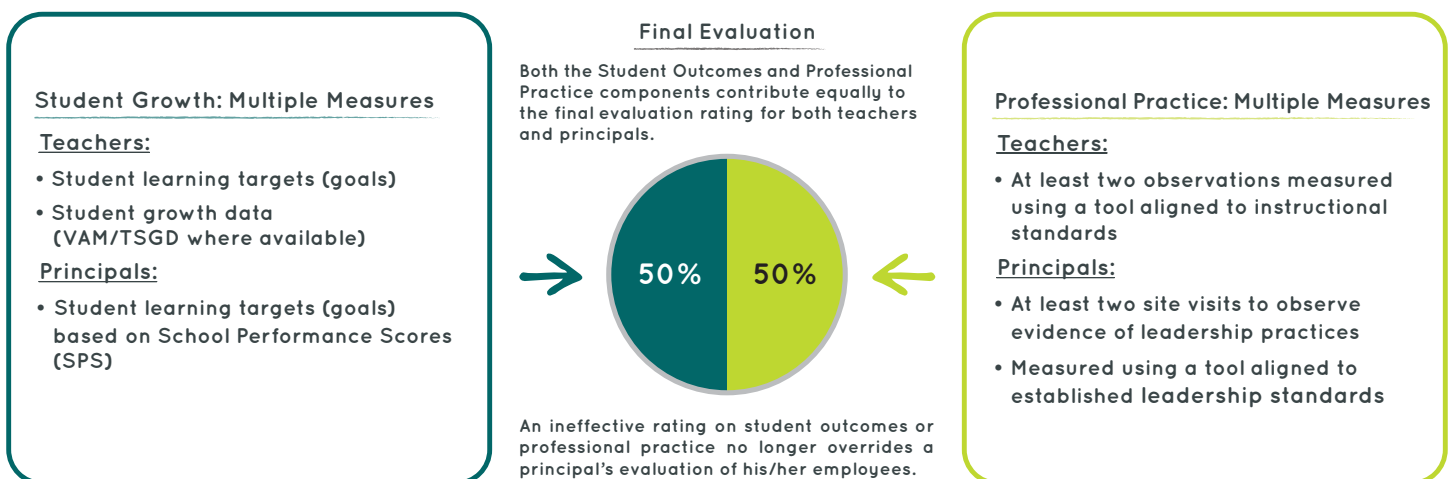 Student Growth: Multiple Measures
Teachers:
• Student learning targets (goals)
• Student growth data
(VAM/TSGD where available)
Principals:
• Student learning targets (goals)
based on School Performance Scores
(SPS)
Final Evaluation
Both the Student Outcomes and Professional
Practice components contribute equally to
the final evaluation rating for both teachers
and principals.
50%
50%
An ineffective rating on student outcomes or
professional practice no longer overrides a
principal's evaluation of his/her employees.
Professional Practice: Multiple Measures
Teachers:
• At least two observations measured
using a tool aligned to instructional
standards
Principals:
• At least two site visits to observe
evidence of leadership practices
• Measured using a tool aligned to
established leadership standards